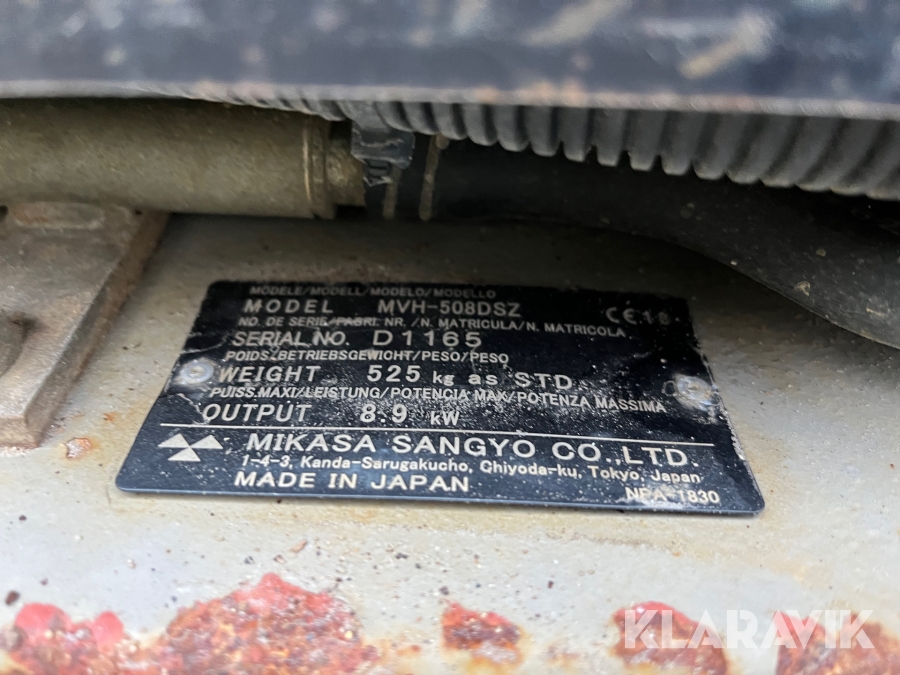 MODELE/MODELL/MODELO/MODELLO
MODEL MVH-508DSZ
NO. DE SERIE/FABRI. NR. /N. MATRICULA/N. MATRICOLA
SERIAL NO. D1165
POIDS/BETRIEBSGEWICHT/PESO/PESO
WEIGHT 525 kg as STD
PUISS.MAXI/LEISTUNG/POTENCIA MAX/POTENZA MASSIMA
OUTPUT 8.9 kW
MIKASA SANGYO CO., LTD.
1-4-3, Kanda-Sarugakucho, Chiyoda-ku, Tokyo, Japan
MADE IN JAPAN
NPA-1830
KLARAVIK